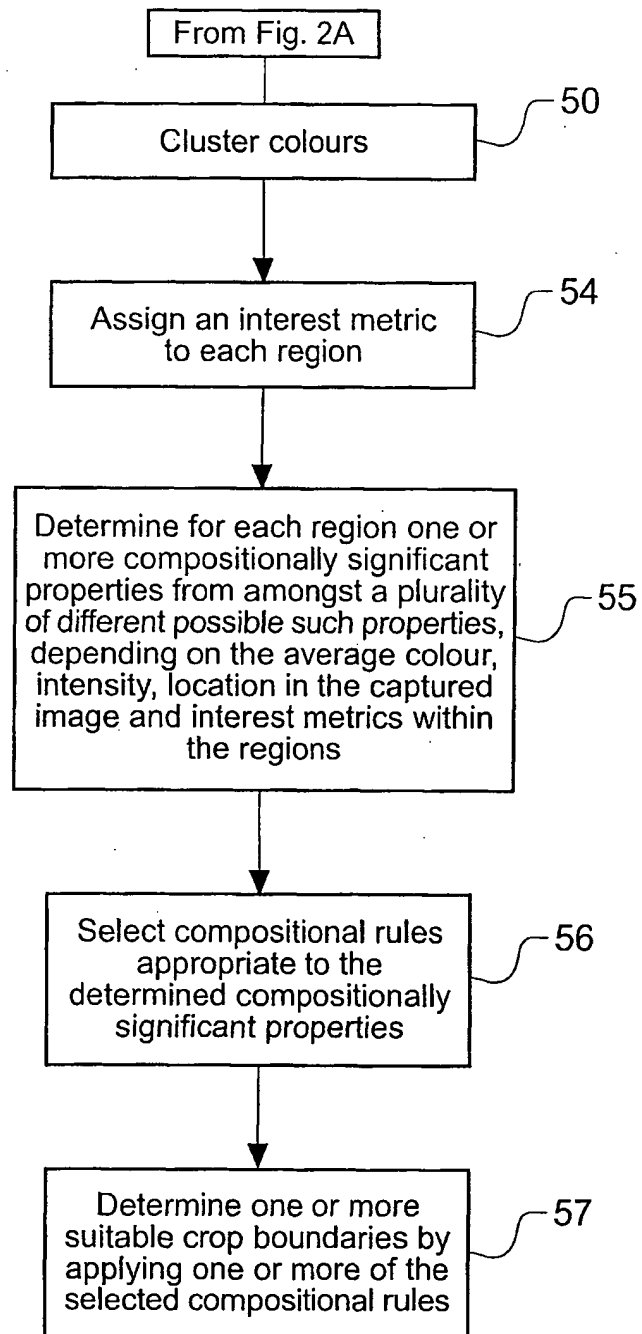 From Fig. 2A
50
Cluster colours
54
Assign an interest metric
to each region
Determine for each region one or
more compositionally significant
properties from amongst a plurality
of different possible such properties,
depending on the average colour,
intensity, location in the captured
image and interest metrics within
the regions
55
Select compositional rules
appropriate to the
determined compositionally
significant properties
56
Determine one or more
suitable crop boundaries by
applying one or more of the
selected compositional rules
57